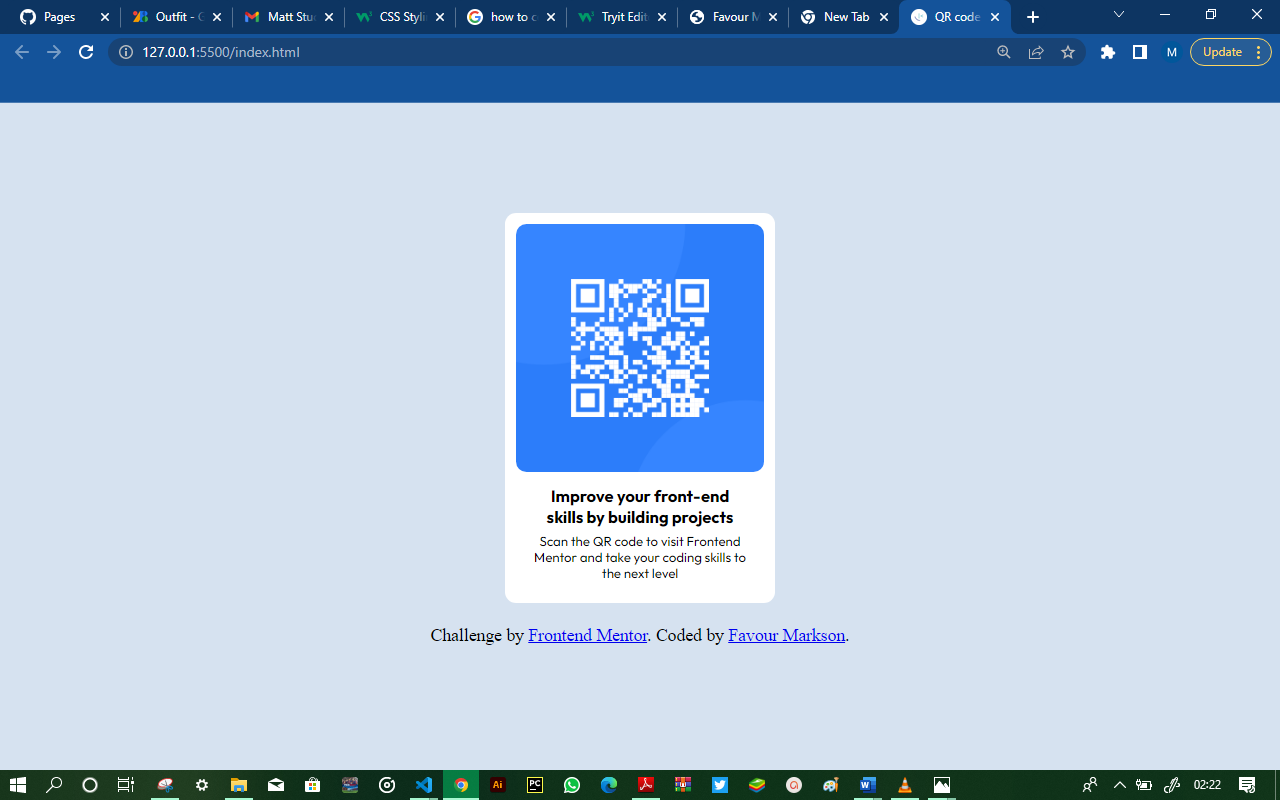 Pages
Outfit - G
Matt Stu
CSS Styli
how to c
Tryit Edit
Favour M
New Tab
QR code
127.0.0.1:5500/index.html
M
Update
Improve your front-end
skills by building projects
Scan the QR code to visit Frontend
Mentor and take your coding skills to
the next level
Challenge by Frontend Mentor. Coded by Favour Markson.
Ai
PC
W
02:22